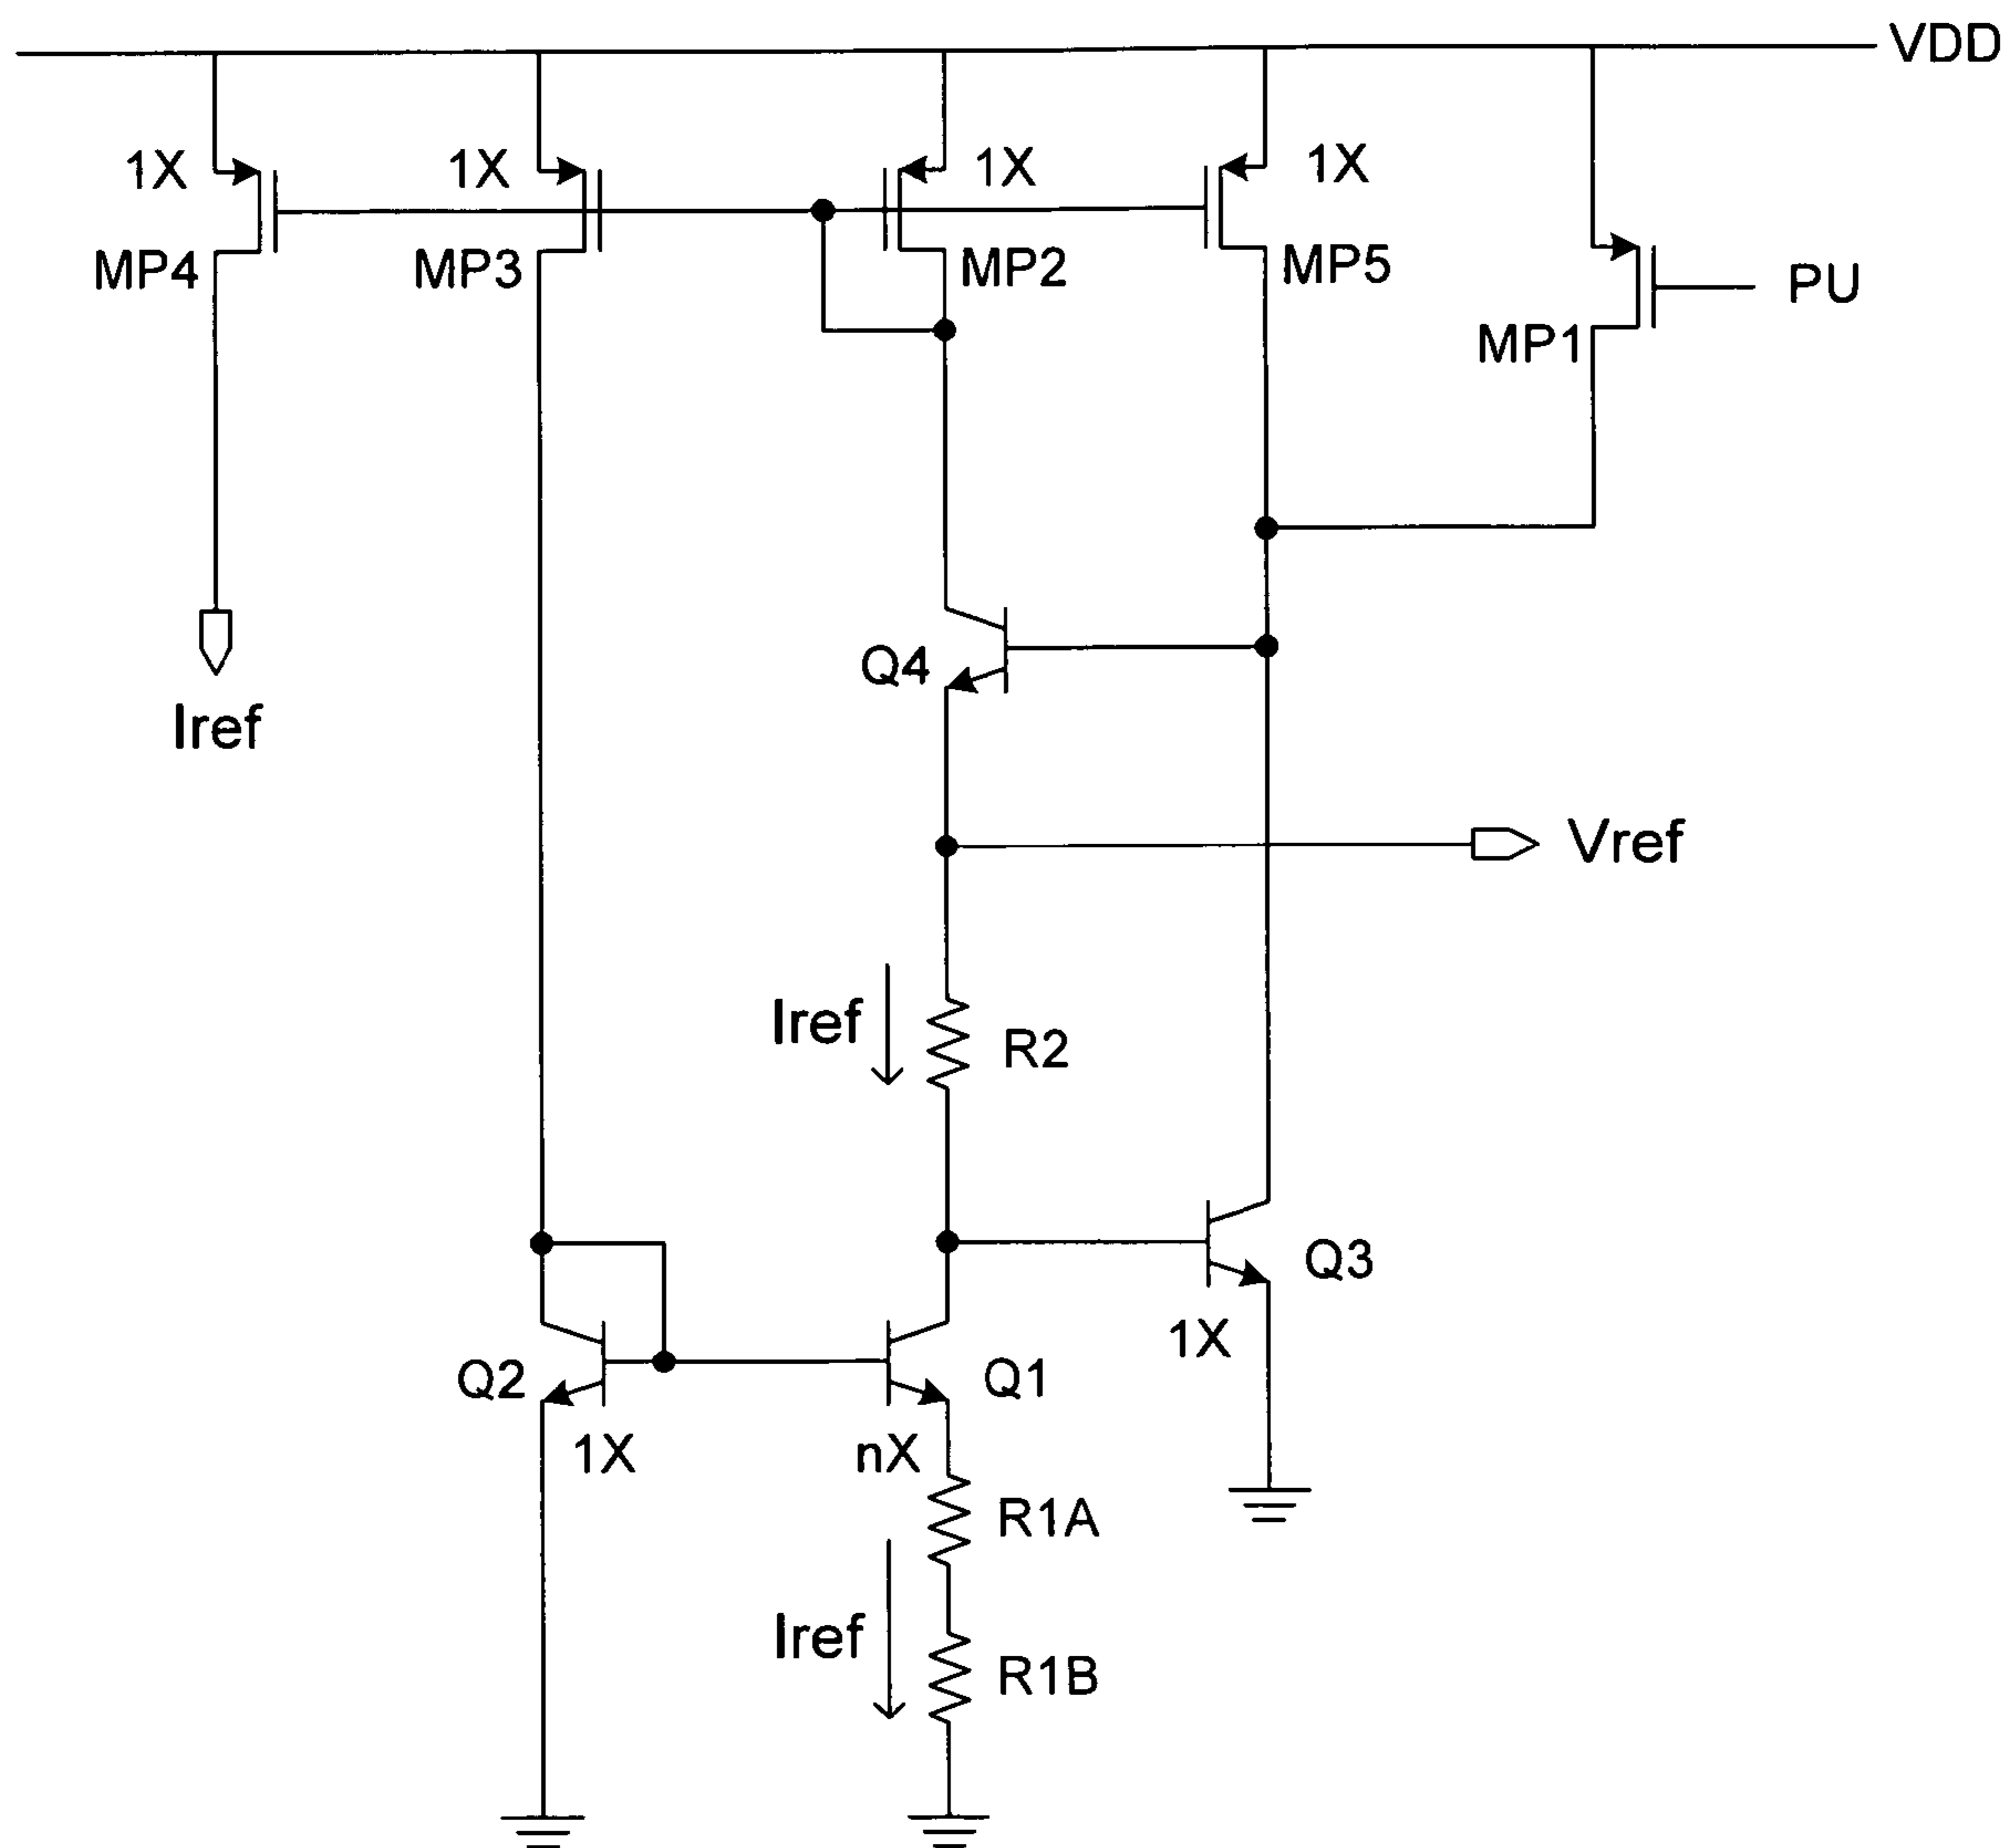 VDD
1X
1X
1X
1X
MP4
MP3
MP2
MP5
PU
MP1
Q4
Iref
Vref
Iref
R2
Q3
1X
Q2
Q1
1X
nX
R1A
Iref
R1B